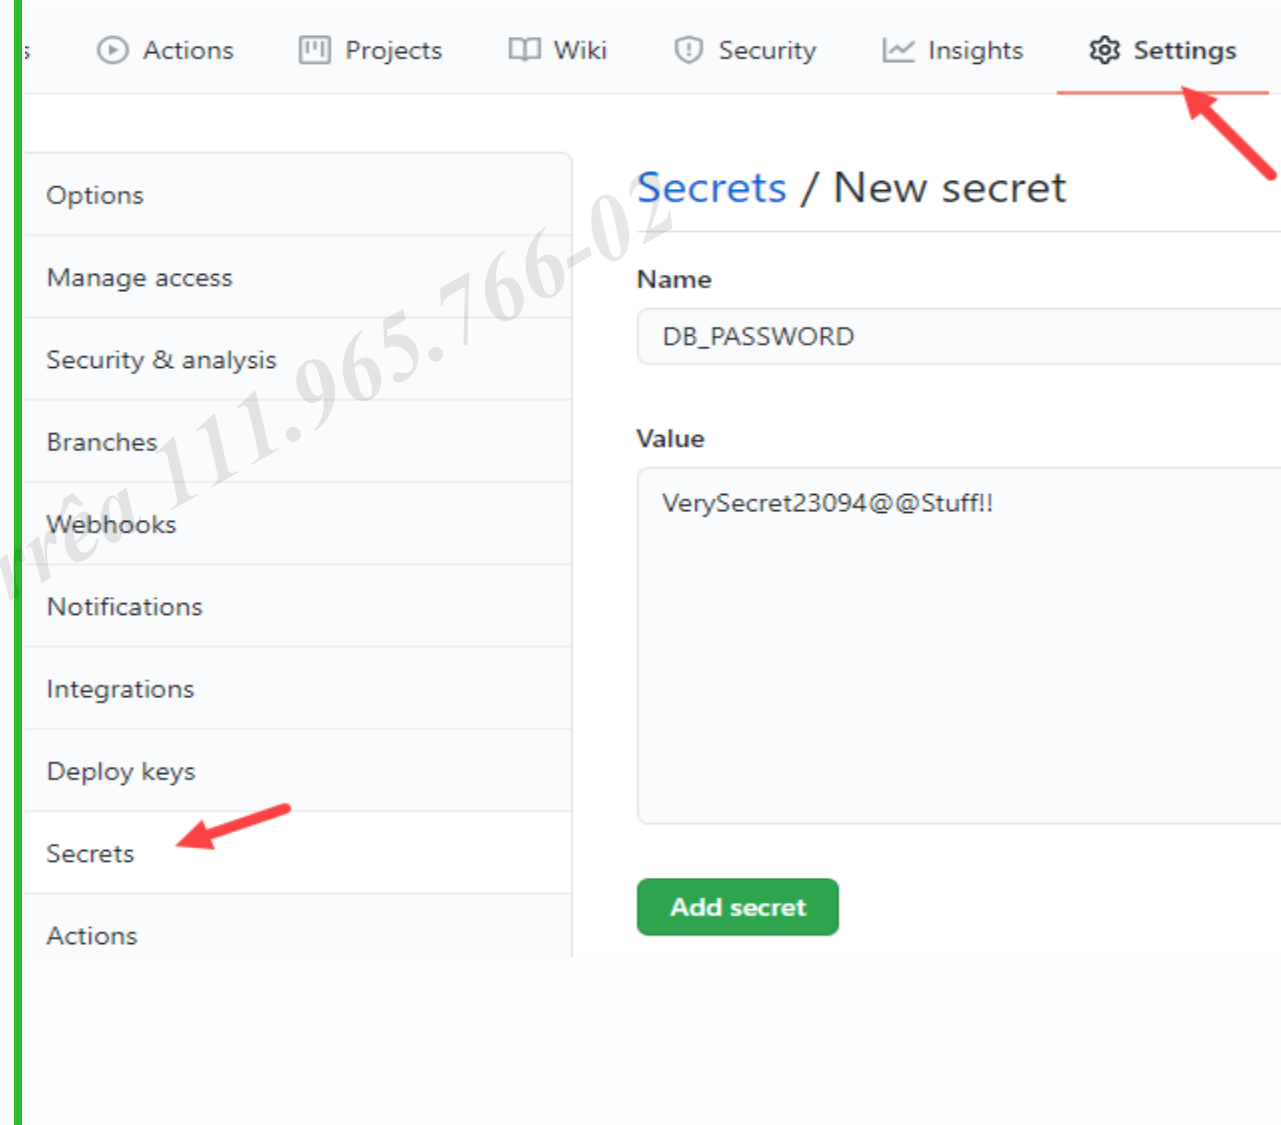 s Actions Projects Wiki Security Insights Settings
Options
Manage access
Security & analysis
Branches
Webhooks
Notifications
Integrations
Deploy keys
Secrets
Actions
Secrets / New secret
Name
DB_PASSWORD
Value
VerySecret23094@@Stuff!!
Add secret
rrêa 111.965.766-02